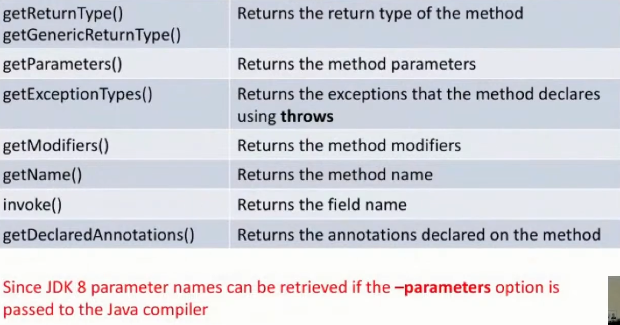 getReturnType() Returns the return type of the method
getGenericReturnType()
getParameters() Returns the method parameters
getExceptionTypes() Returns the exceptions that the method declares
using throws
getModifiers() Returns the method modifiers
getName() Returns the method name
invoke() Returns the field name
getDeclaredAnnotations() Returns the annotations declared on the method
Since JDK 8 parameter names can be retrieved if the –parameters option is
passed to the Java compiler